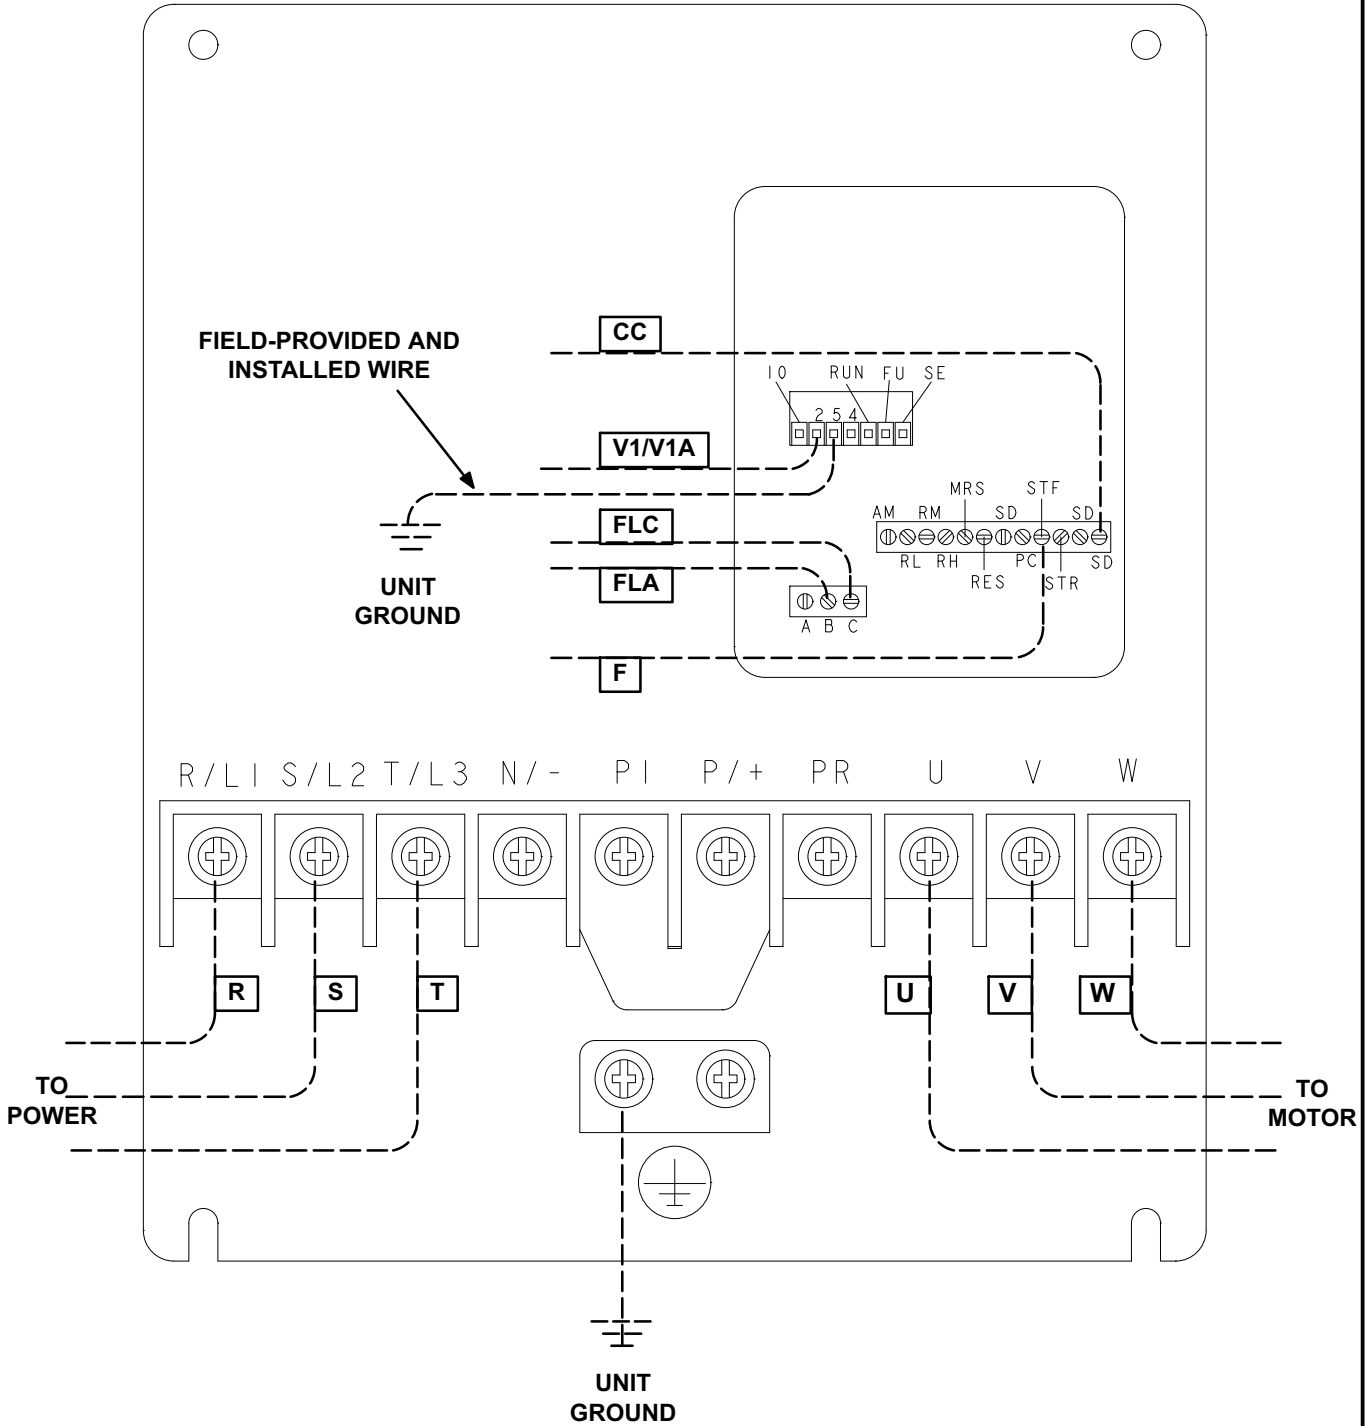 CC
FIELD-PROVIDED AND
INSTALLED WIRE
10 RUN FU SE
2 5 4
V1/V1A
MRS STF
AM RM SD SD
FLC
RL RH PC SD
RES STR
FLA
UNIT
GROUND
A B C
F
R/L1 S/L2 T/L3 N/- P1 P/+ PR U V W
R S T U V W
TO
POWER
TO
MOTOR
UNIT
GROUND